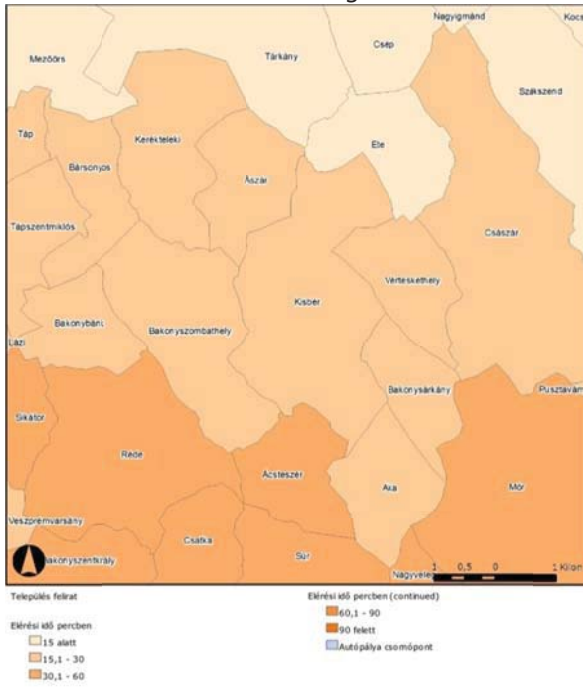 Nagyigmánd
Kocs
Csép
Tárkány
Mezőörs
Szákszend
Táp
Kerékteleki
Ete
Bársonyos
Ászár
Tápszentmiklós
Császár
Vérteskethely
Kisbér
Bakonybánk
Bakonyszombathely
Lázi
Bakonysárkány
Pusztavám
Sikátor
Réde
Ácsteszér
Aka
Mór
Veszprémvarsány
Csatka
Bakonyszentkirály
Súr
Nagyveleg
1 0,5 0 1 Kilom
Település felirat
Elérési idő percben
15 alatt
15,1 - 30
30,1 - 60
Elérési idő percben (continued)
60,1 - 90
90 felett
Autópálya csomópont